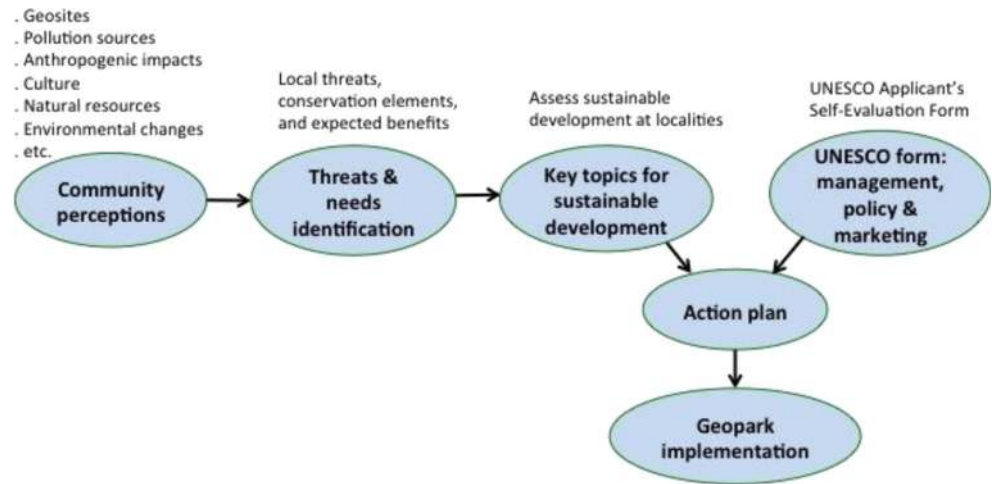 . Geosites
. Pollution sources
. Anthropogenic impacts
. Culture
. Natural resources
. Environmental changes
. etc.
Community
perceptions
Local threats,
conservation elements,
and expected benefits
Threats &
needs
identification
Assess sustainable
development at localities
Key topics for
sustainable
development
UNESCO Applicant's
Self-Evaluation Form
UNESCO form:
management,
policy &
marketing
Action plan
Geopark
implementation